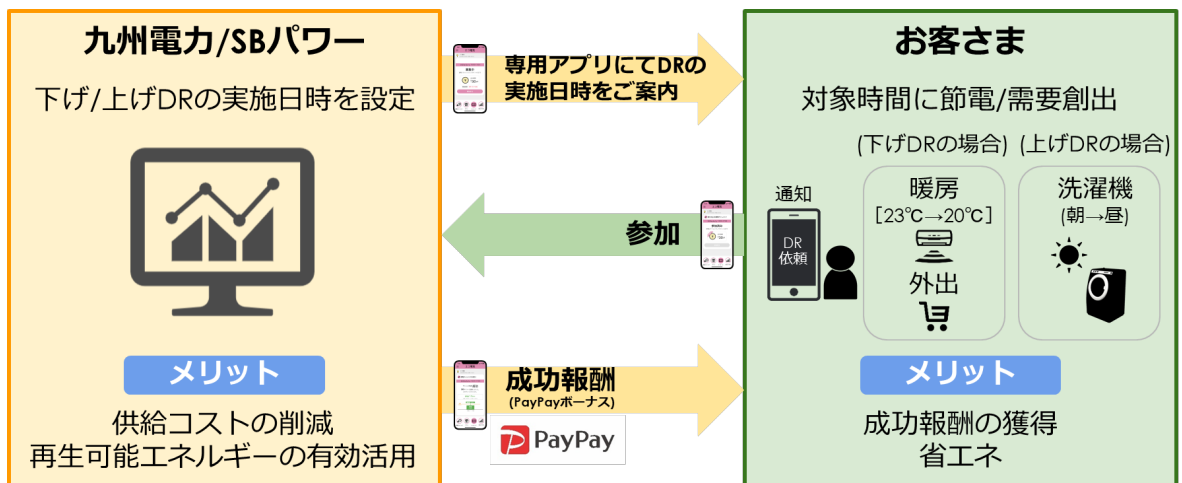 九州電力/SBパワー
下げ/上げDRの実施日時を設定
メリット
供給コストの削減
再生可能エネルギーの有効活用
専用アプリにてDRの
実施日時をご案内
参加
成功報酬
(PayPayボーナス)
PayPay
お客さま
対象時間に節電/需要創出
(下げDRの場合)
(上げDRの場合)
通知
DR
依頼
暖房
[23℃→20℃]
外出
洗濯機
(朝→昼)
メリット
成功報酬の獲得
省エネ